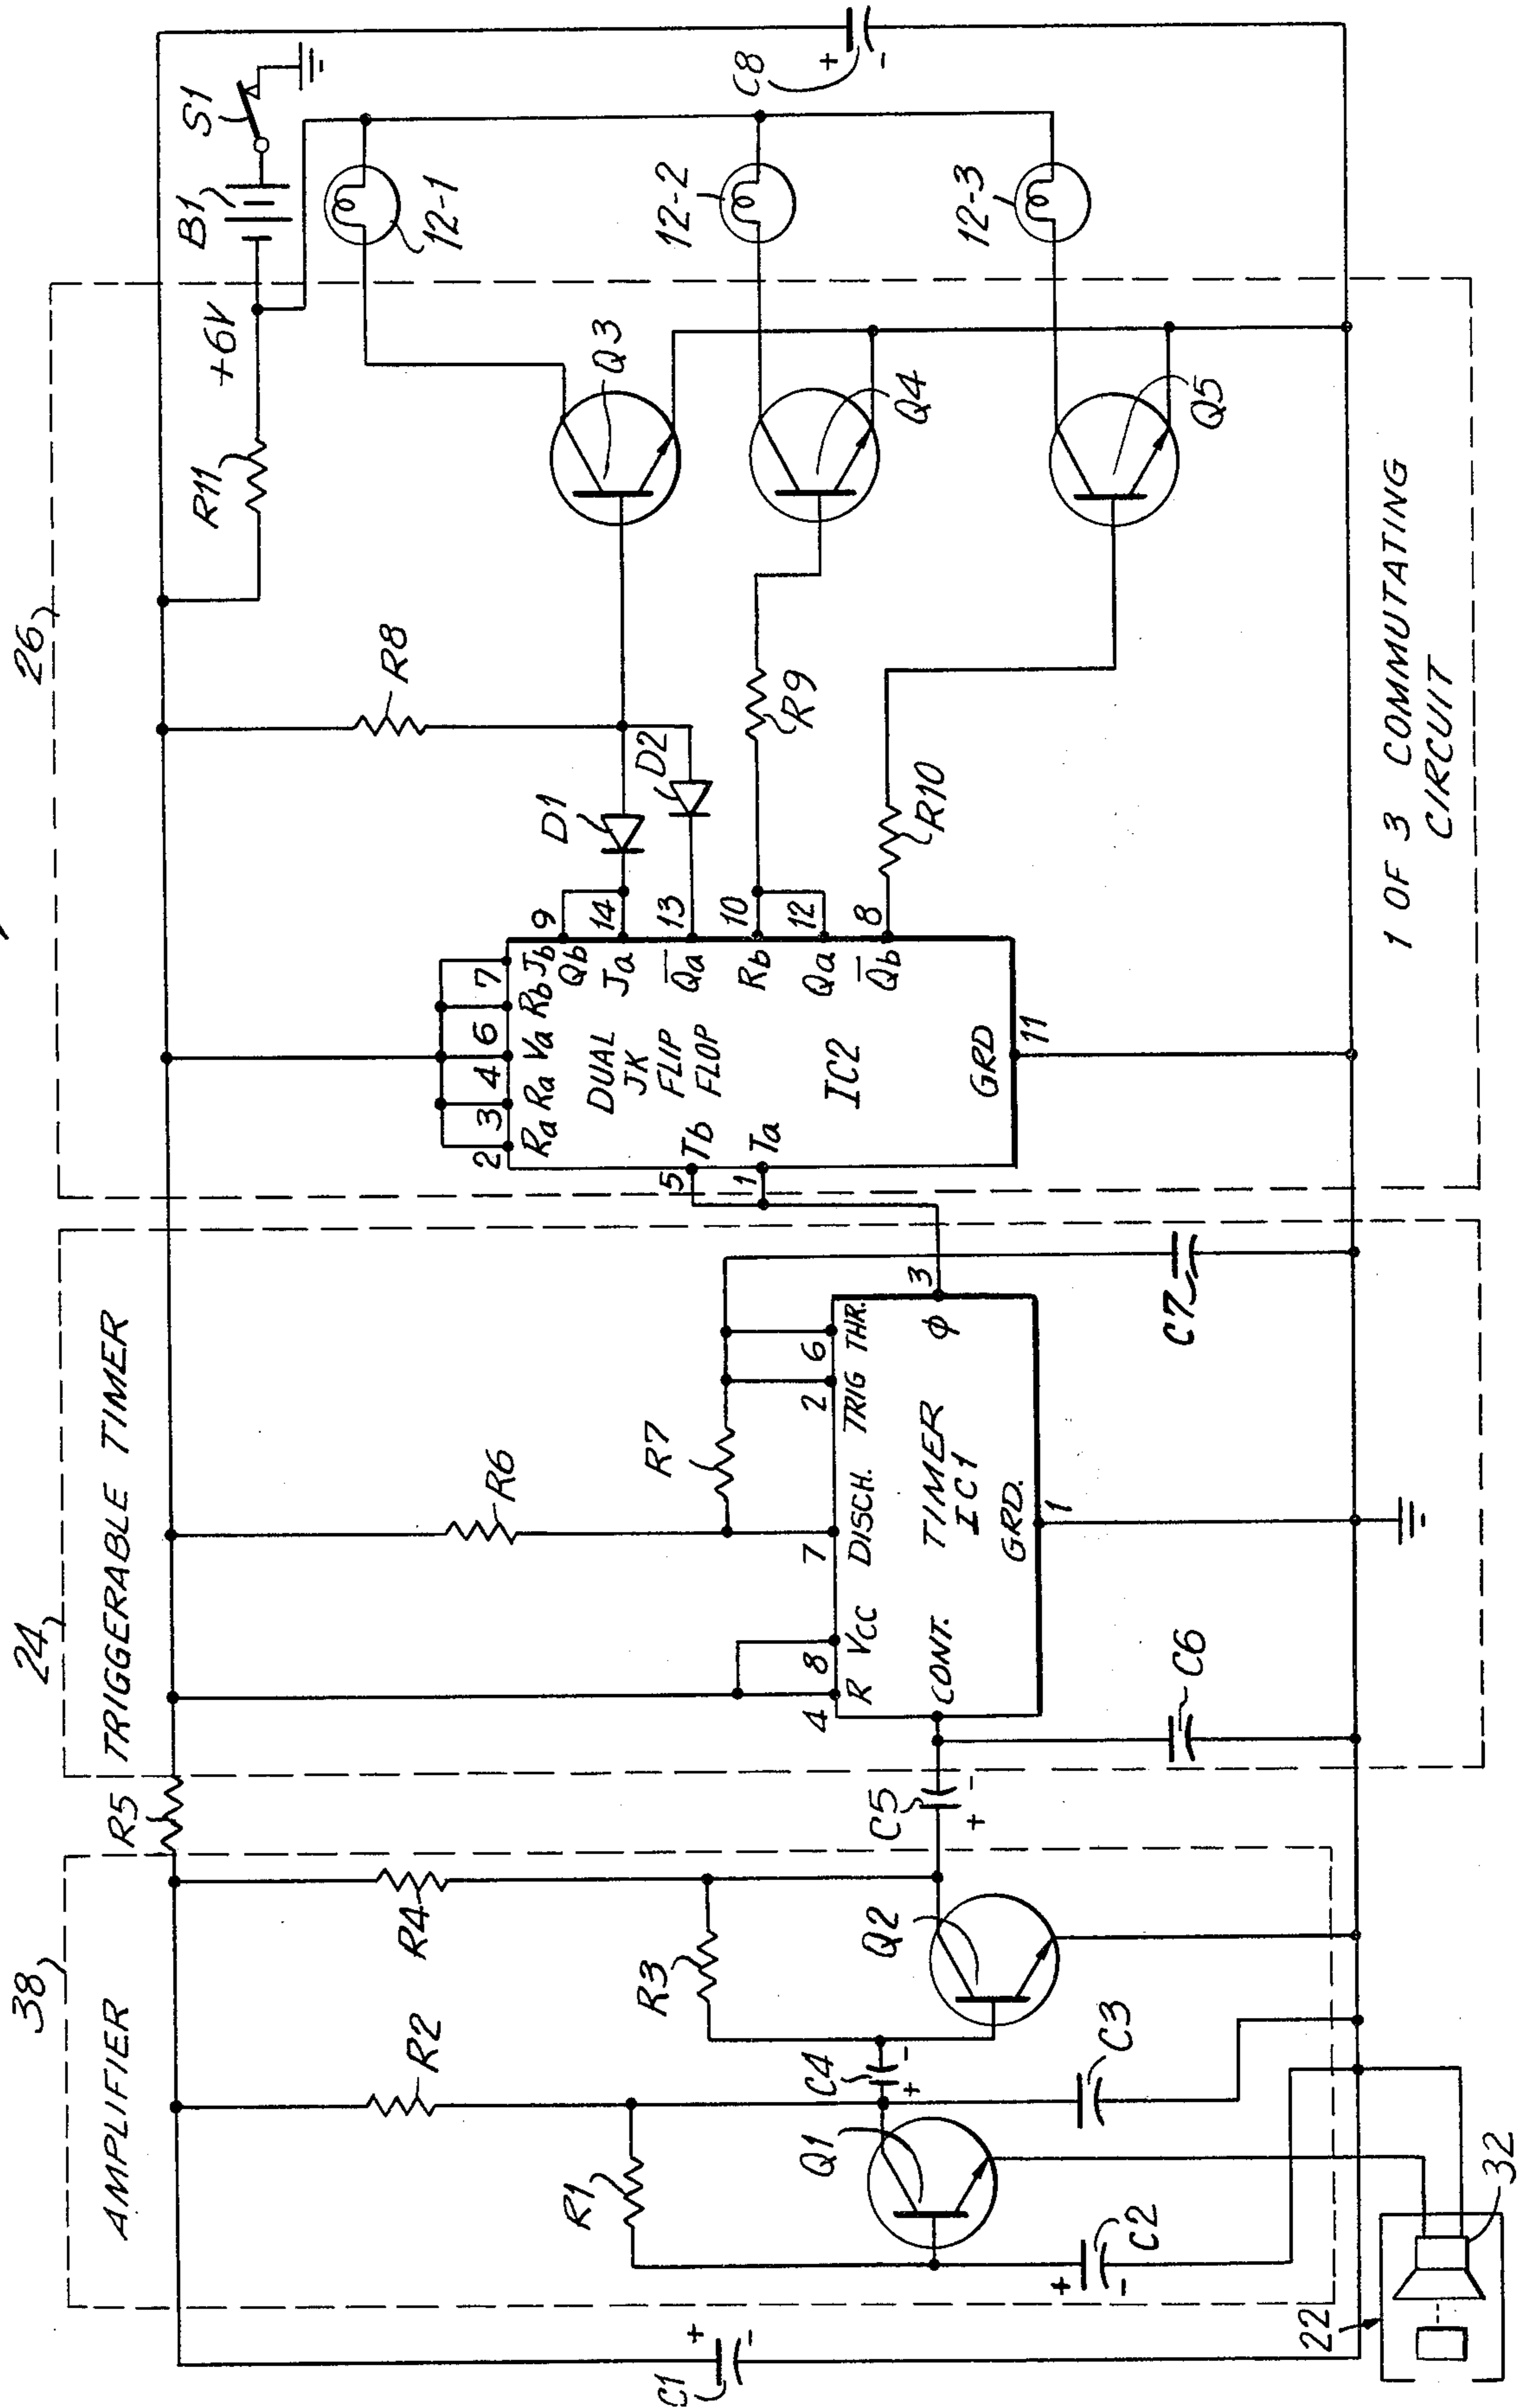 38
AMPLIFIER
C1
+
-
R1
R2
Q1
+
-
C2
C4
+
-
C3
R3
R4
Q2
22
32
R5
C5
+
-
24
TRIGGERABLE TIMER
C6
4
8
7
2
6
R
VCC
DISCH.
TRIG
THR.
CONT.
TIMER
IC1
GRD.
1
φ
3
R6
R7
C7
26
2
3
4
6
7
Ra
Ra
Va
Rb
Jb
5
Tb
1
Ta
DUAL
JK
FLIP
FLOP
IC2
GRD
11
Qb
9
Ja
14
Q̅a
13
Rb
10
Qa
12
Q̅b
8
D1
D2
R8
R9
R10
R11
+6V
B1
S1
Q3
Q4
Q5
12-1
12-2
12-3
C8
+
-
1 OF 3 COMMUTATING
CIRCUIT